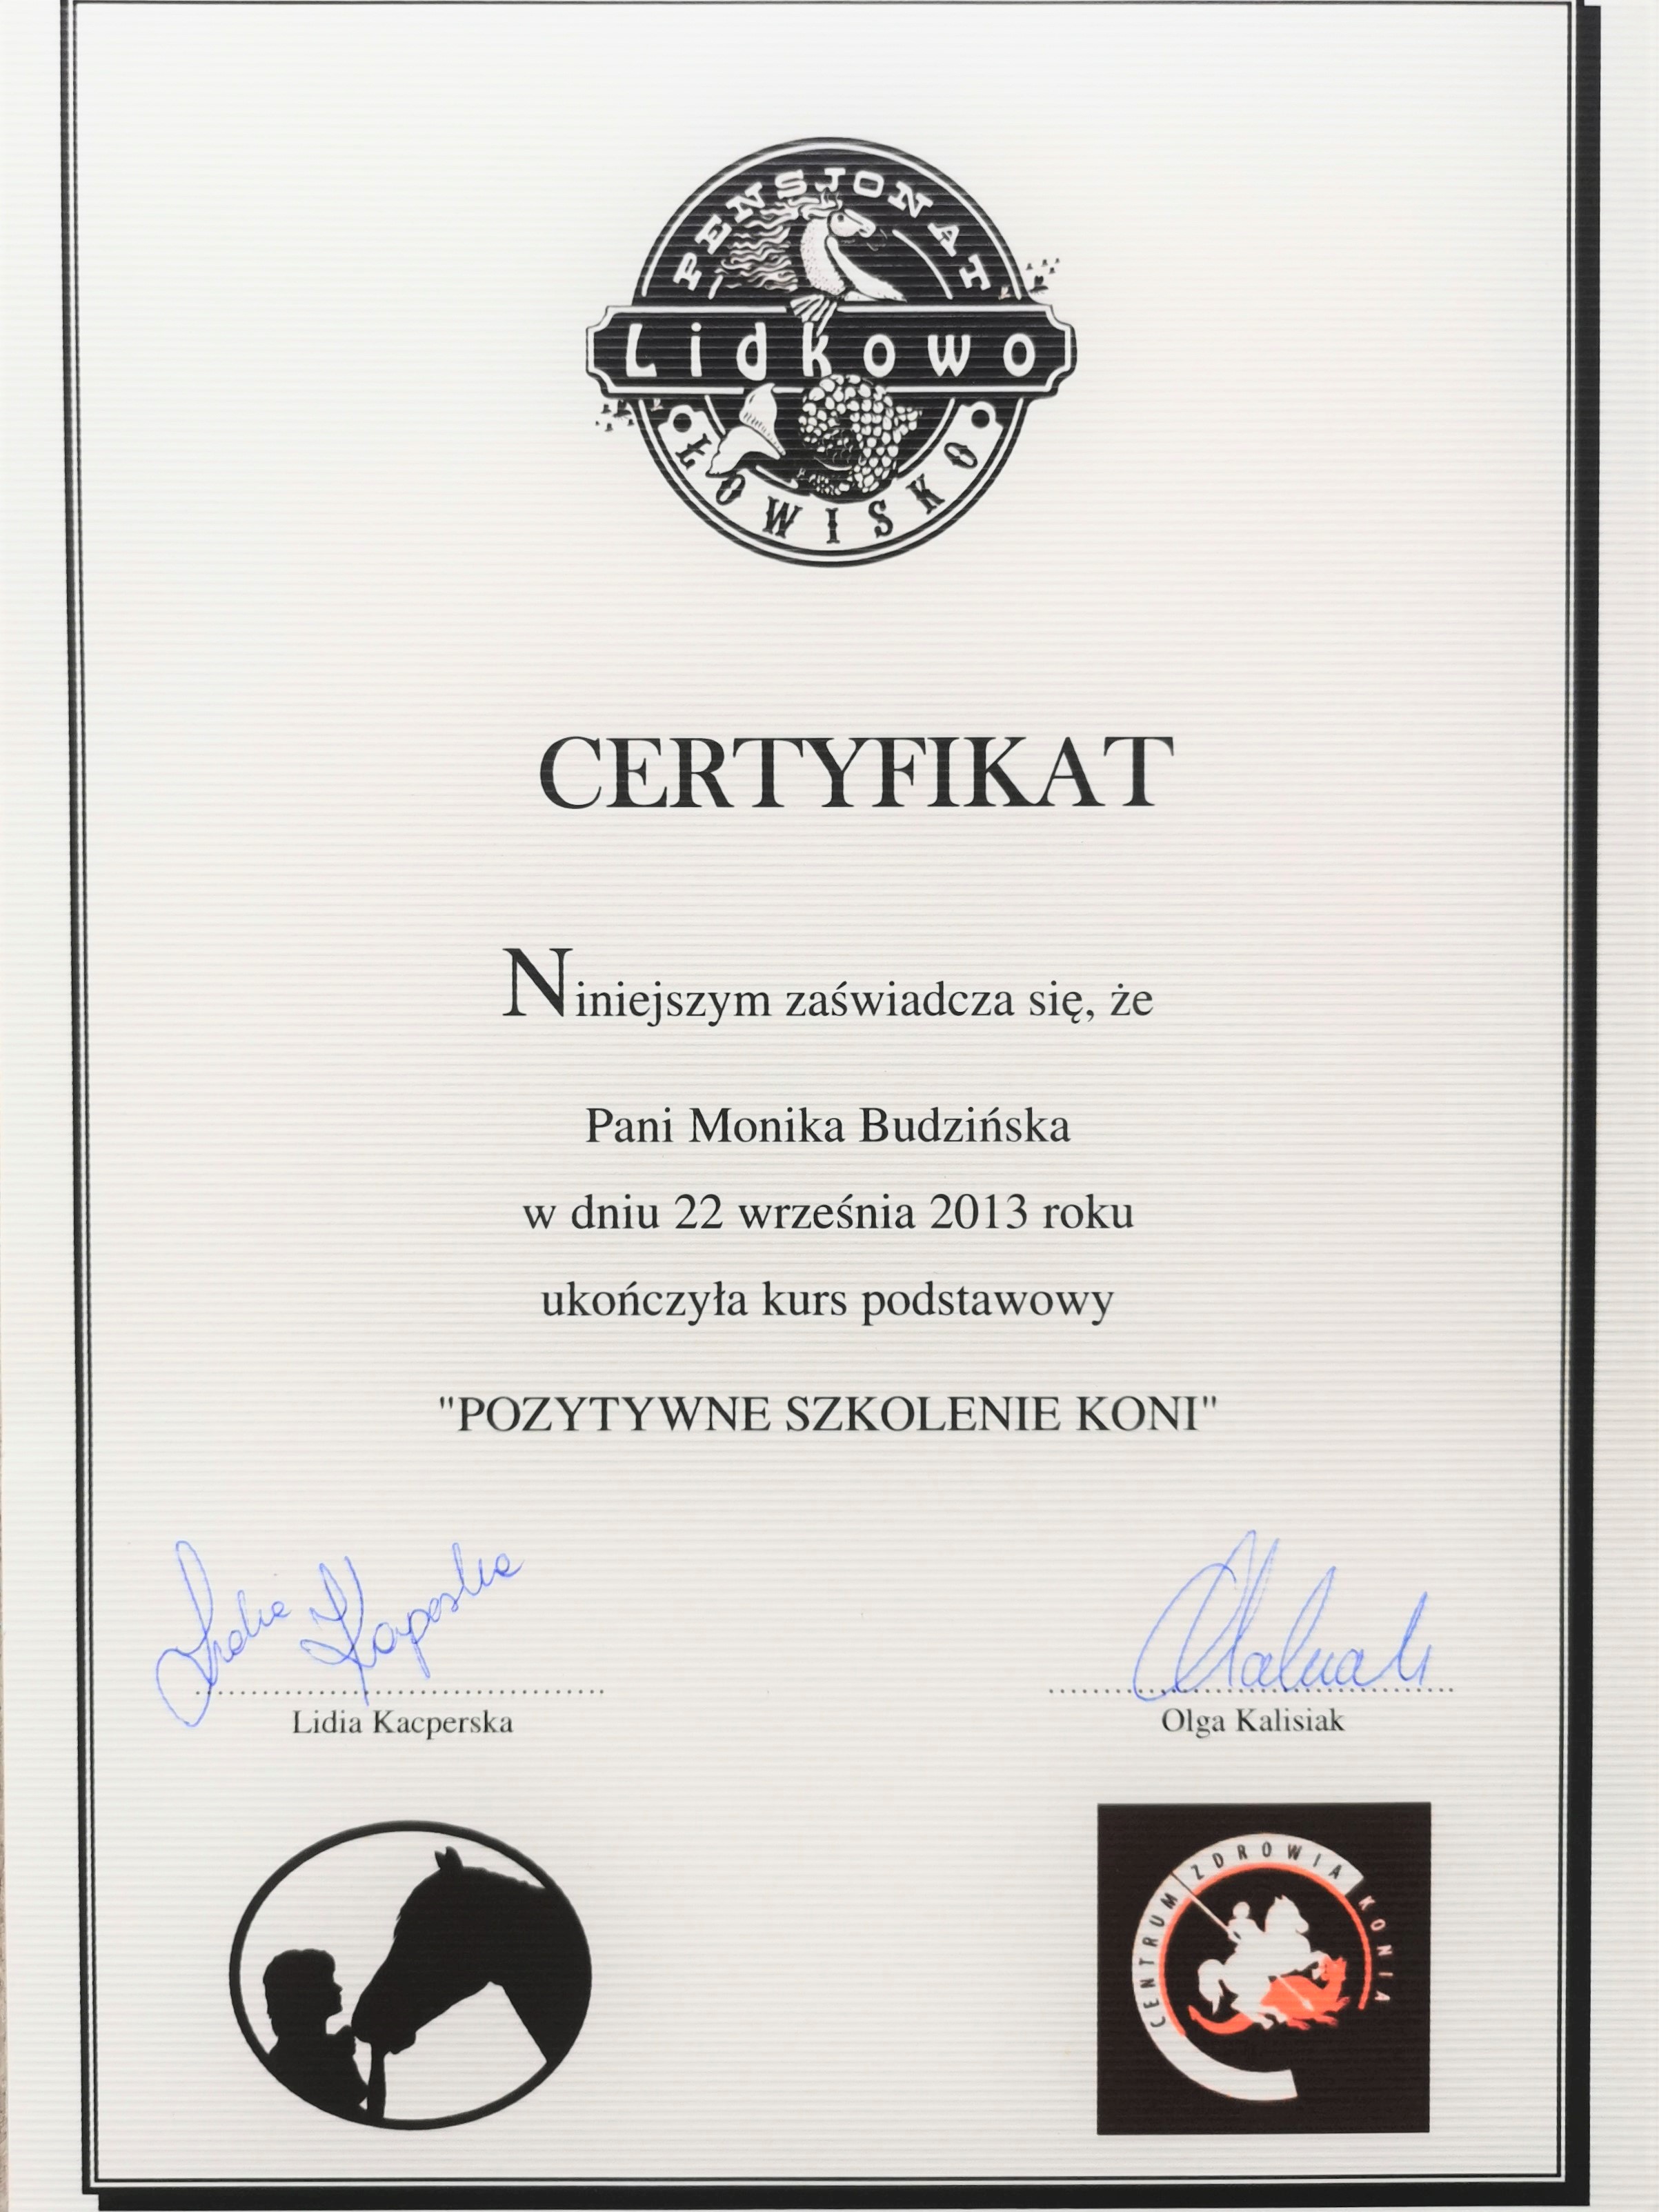 PENSJONAT
Lidkowo
ŁOWISKO
CERTYFIKAT
Niniejszym zaświadcza się, że
Pani Monika Budzińska
w dniu 22 września 2013 roku
ukończyła kurs podstawowy
"POZYTYWNE SZKOLENIE KONI"
Lidia Kacperska
Olga Kalisiak
CENTRUM ZDROWIA KONIA